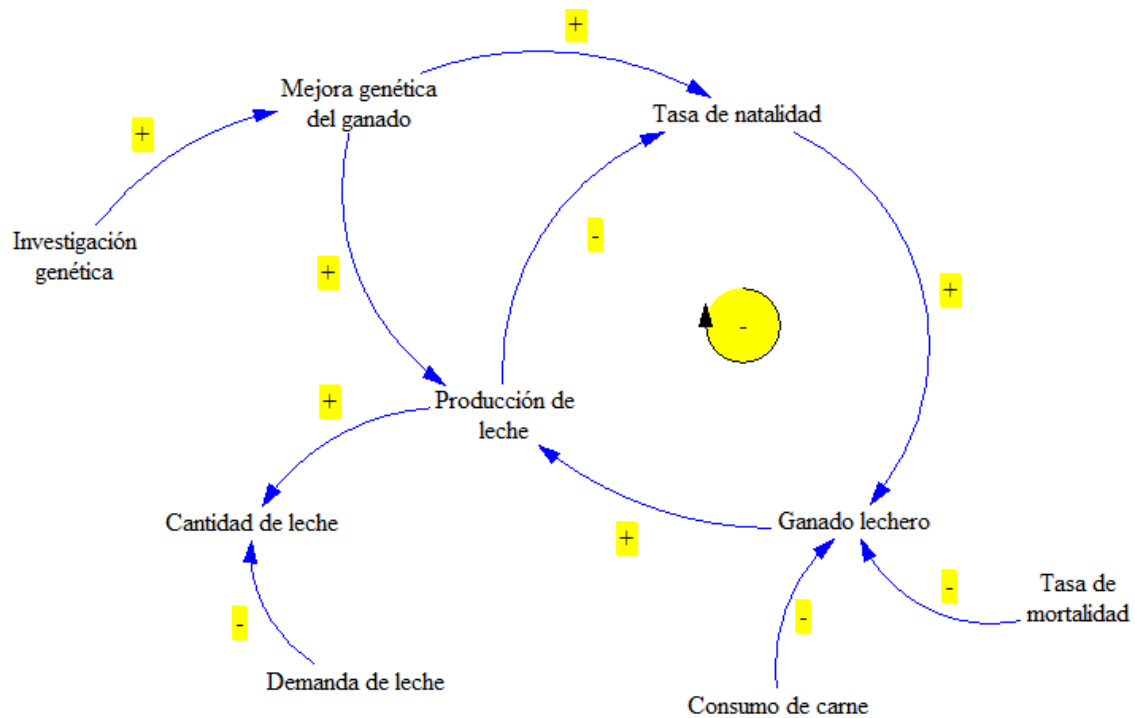 +
Mejora genética
del ganado
Tasa de natalidad
+
Investigación
genética
-
+
+
-
+
Producción de
leche
Cantidad de leche
Ganado lechero
+
-
Tasa de
mortalidad
-
-
Demanda de leche
Consumo de carne